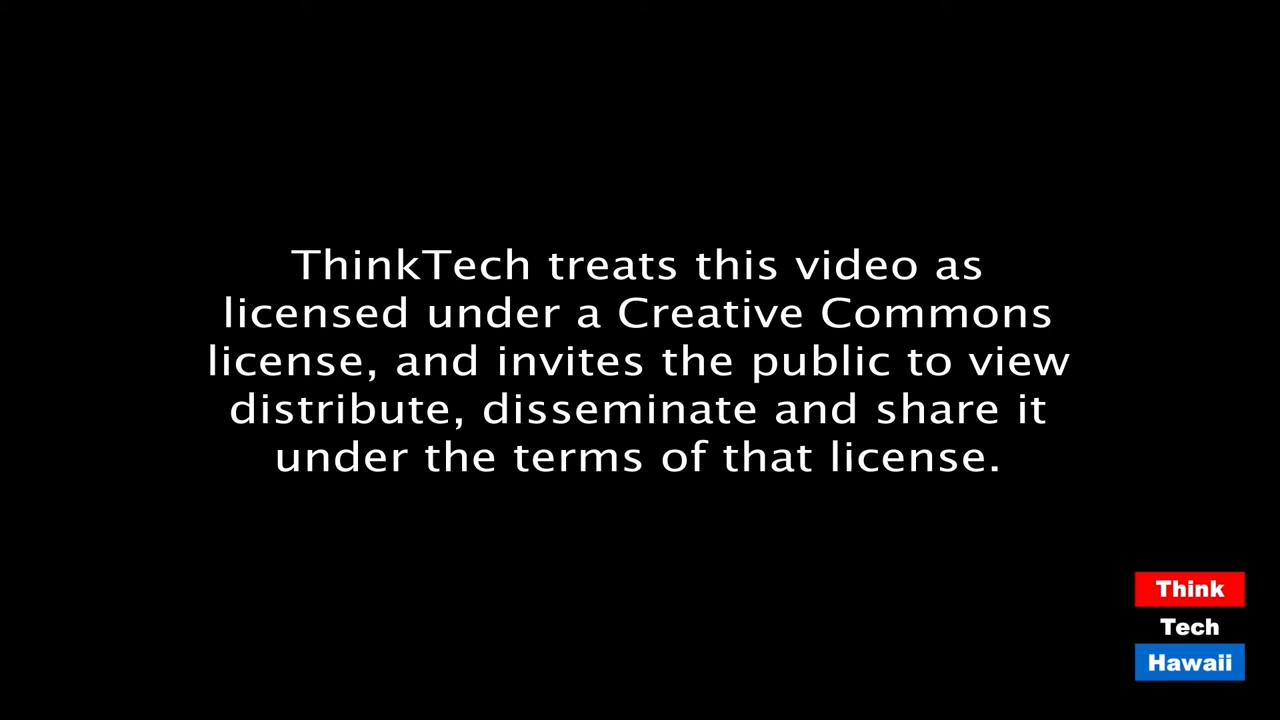 ThinkTech treats this video as
licensed under a Creative Commons
license, and invites the public to view
distribute, disseminate and share it
under the terms of that license.
Think
Tech
Hawaii